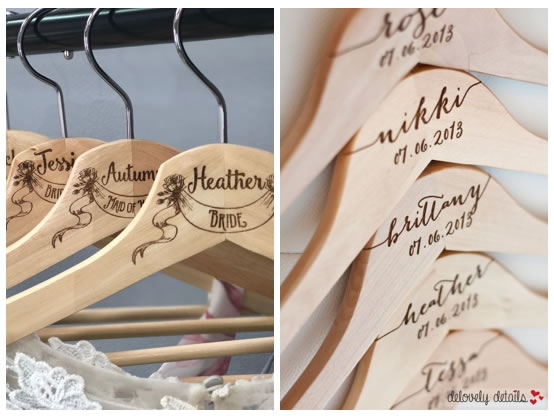 Heather
BRIDE
Autumn
MAID OF
Jessi
rose
07.06.2013
nikki
07.06.2013
brittany
07.06.2013
heather
07.06.2013
Tessa
delovely details